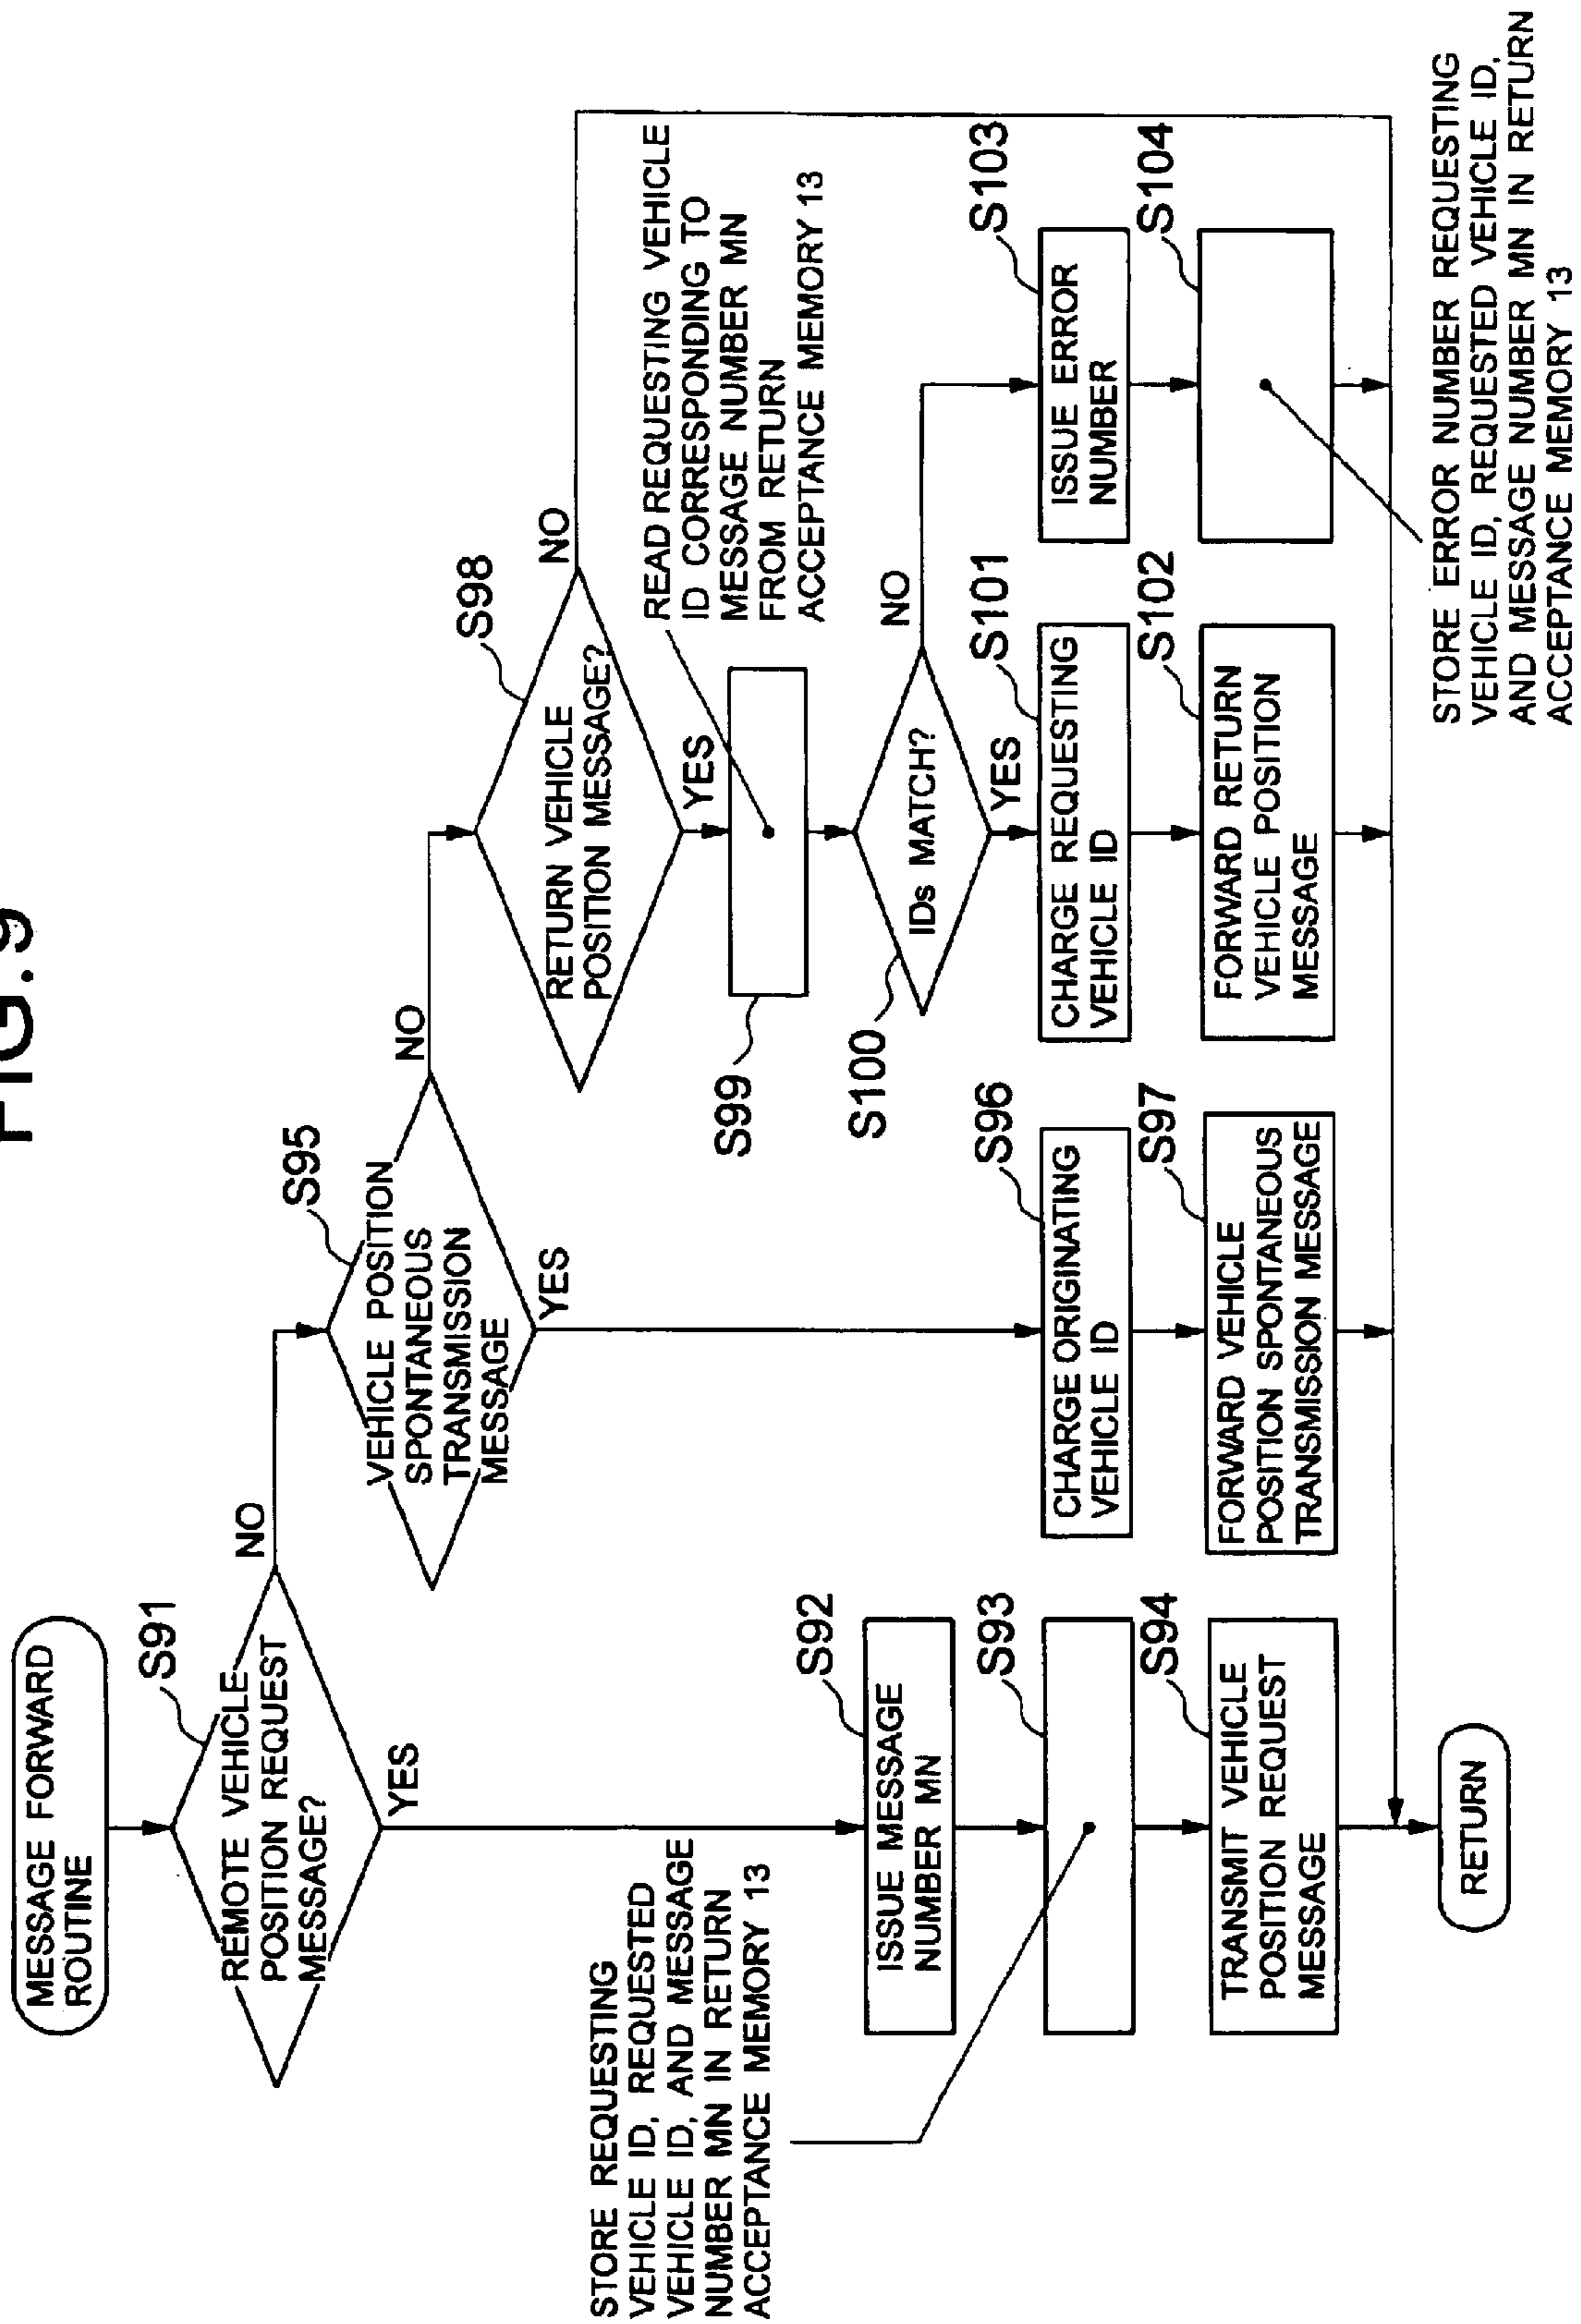 FIG.9
MESSAGE FORWARD
ROUTINE
S91
REMOTE VEHICLE
POSITION REQUEST
MESSAGE?
NO
YES
STORE REQUESTING
VEHICLE ID, REQUESTED
VEHICLE ID, AND MESSAGE
NUMBER MN IN RETURN
ACCEPTANCE MEMORY 13
S92
ISSUE MESSAGE
NUMBER MN
S93
S94
TRANSMIT VEHICLE
POSITION REQUEST
MESSAGE
RETURN
S95
VEHICLE POSITION
SPONTANEOUS
TRANSMISSION
MESSAGE
NO
YES
S96
CHARGE ORIGINATING
VEHICLE ID
S97
FORWARD VEHICLE
POSITION SPONTANEOUS
TRANSMISSION MESSAGE
S98
RETURN VEHICLE
POSITION MESSAGE?
NO
YES
READ REQUESTING VEHICLE
ID CORRESPONDING TO
MESSAGE NUMBER MN
FROM RETURN
ACCEPTANCE MEMORY 13
S99
S100
IDs MATCH?
NO
YES
S101
CHARGE REQUESTING
VEHICLE ID
S102
FORWARD RETURN
VEHICLE POSITION
MESSAGE
S103
ISSUE ERROR
NUMBER
S104
STORE ERROR NUMBER REQUESTING
VEHICLE ID, REQUESTED VEHICLE ID,
AND MESSAGE NUMBER MN IN RETURN
ACCEPTANCE MEMORY 13